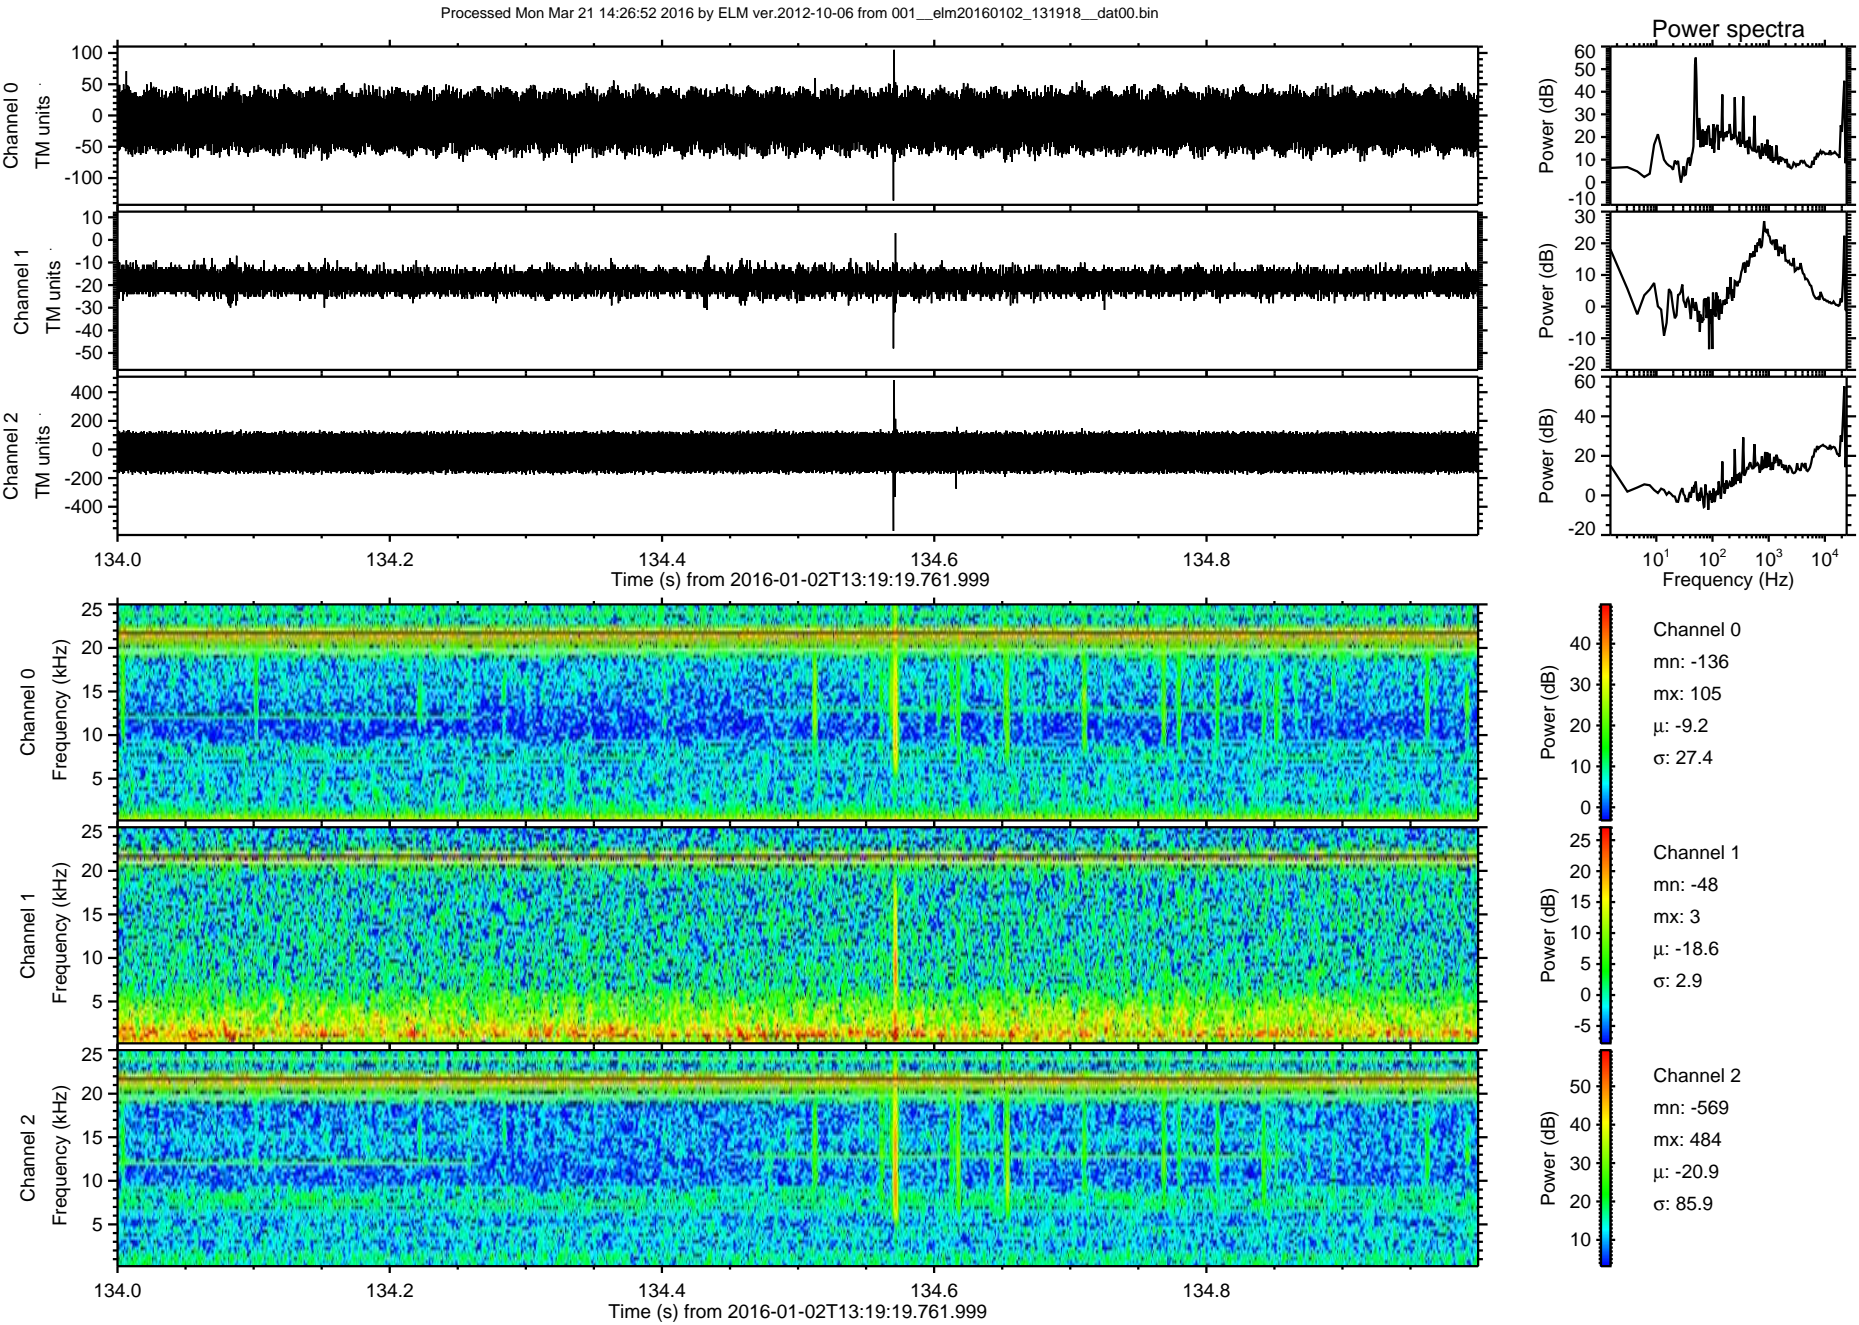 Processed Mon Mar 21 14:26:52 2016 by ELM ver.2012-10-06 from 001__elm20160102_131918__dat00.bin
Power spectra
Channel 0
TM units
100
50
0
-50
-100
Power (dB)
60
50
40
30
20
10
0
-10
Channel 1
TM units
10
0
-10
-20
-30
-40
-50
Power (dB)
30
20
10
0
-10
-20
Channel 2
TM units
400
200
0
-200
-400
Power (dB)
60
40
20
0
-20
134.0 134.2 134.4 134.6 134.8
Time (s) from 2016-01-02T13:19:19.761.999
10¹ 10² 10³ 10⁴
Frequency (Hz)
Channel 0
Frequency (kHz)
25
20
15
10
5
Power (dB)
40
30
20
10
0
Channel 0
mn: -136
mx: 105
μ: -9.2
σ: 27.4
Channel 1
Frequency (kHz)
25
20
15
10
5
Power (dB)
25
20
15
10
5
0
-5
Channel 1
mn: -48
mx: 3
μ: -18.6
σ: 2.9
Channel 2
Frequency (kHz)
25
20
15
10
5
Power (dB)
50
40
30
20
10
Channel 2
mn: -569
mx: 484
μ: -20.9
σ: 85.9
134.0 134.2 134.4 134.6 134.8
Time (s) from 2016-01-02T13:19:19.761.999